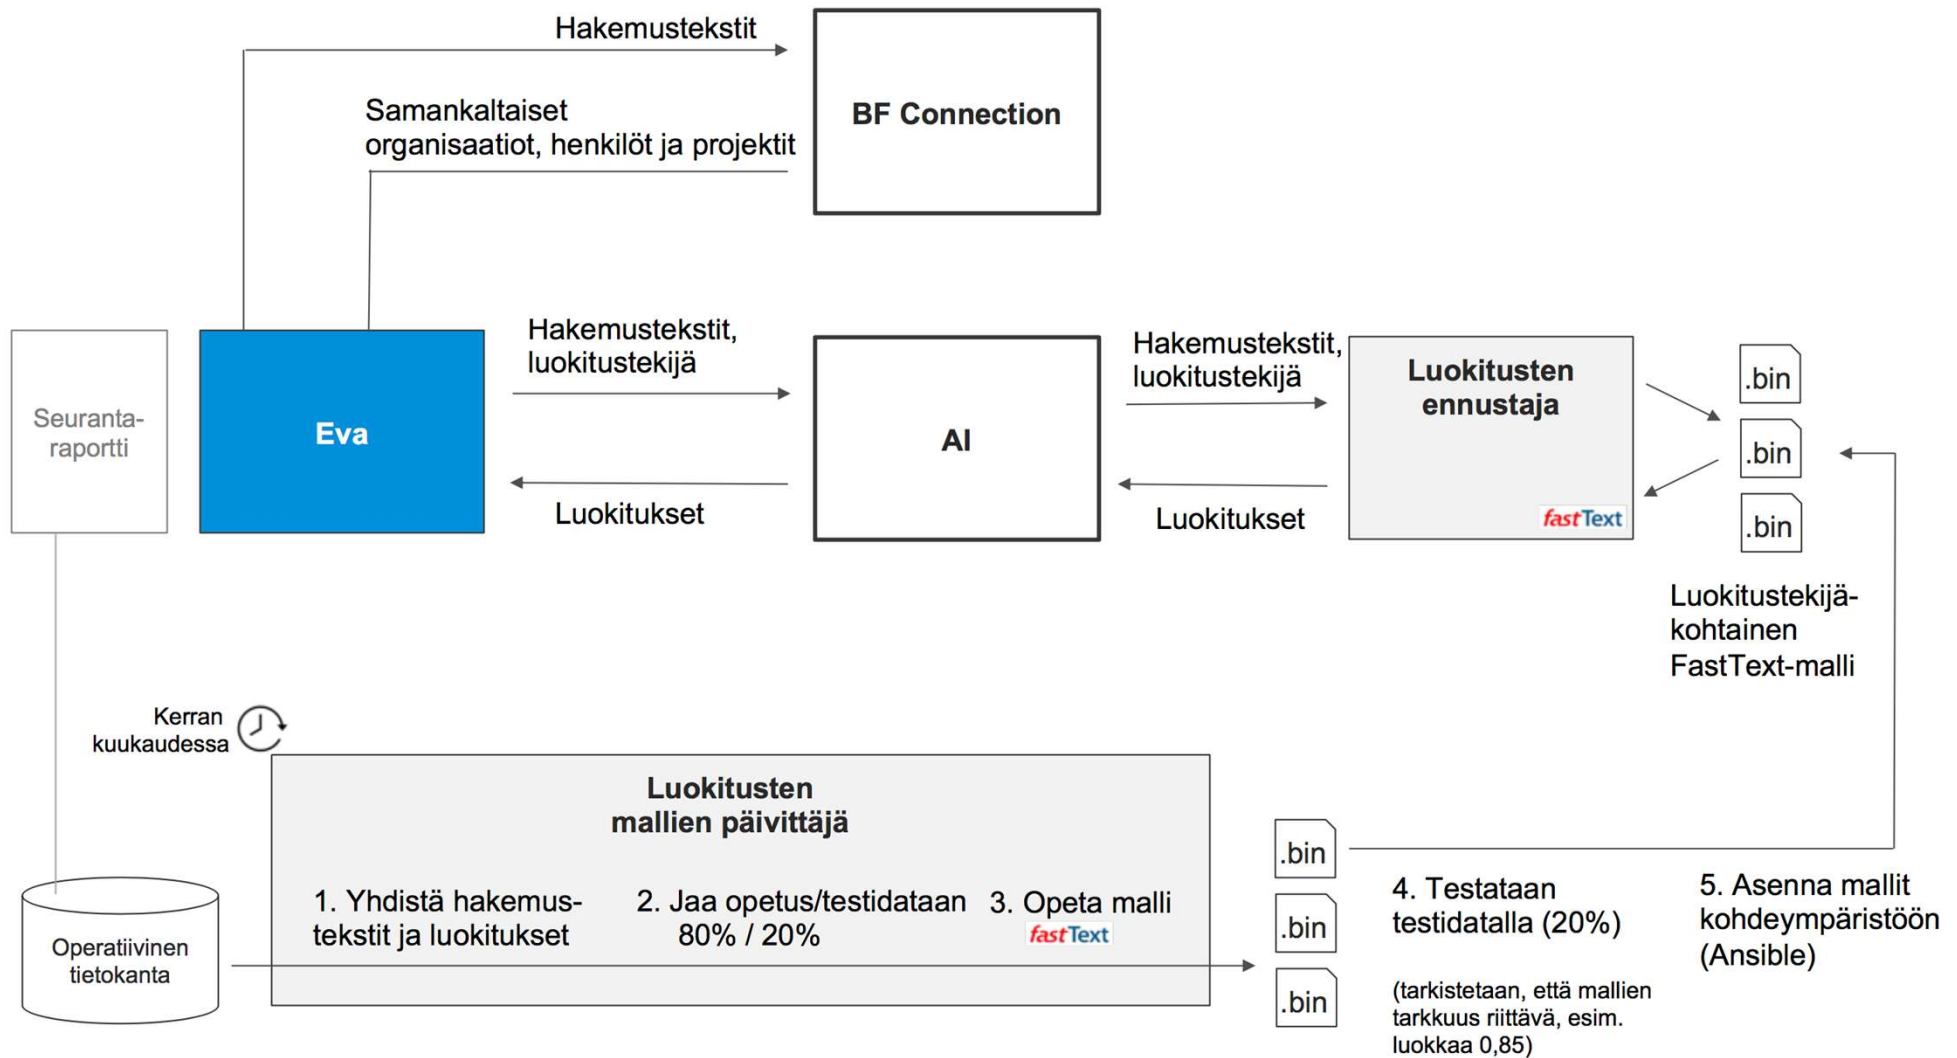 Hakemustekstit
BF Connection
Samankaltaiset
organisaatiot, henkilöt ja projektit
Seuranta-
raportti
Eva
Hakemustekstit,
luokitustekijä
Luokitukset
AI
Hakemustekstit,
luokitustekijä
Luokitukset
Luokitusten
ennustaja
fastText
.bin
.bin
.bin
Luokitustekijä-
kohtainen
FastText-malli
Kerran
kuukaudessa
Luokitusten
mallien päivittäjä
1. Yhdistä hakemus-
tekstit ja luokitukset
2. Jaa opetus/testidataan
80% / 20%
3. Opeta malli
fastText
Operatiivinen
tietokanta
.bin
.bin
.bin
4. Testataan
testidatalla (20%)
(tarkistetaan, että mallien
tarkkuus riittävä, esim.
luokkaa 0,85)
5. Asenna mallit
kohdeympäristöön
(Ansible)